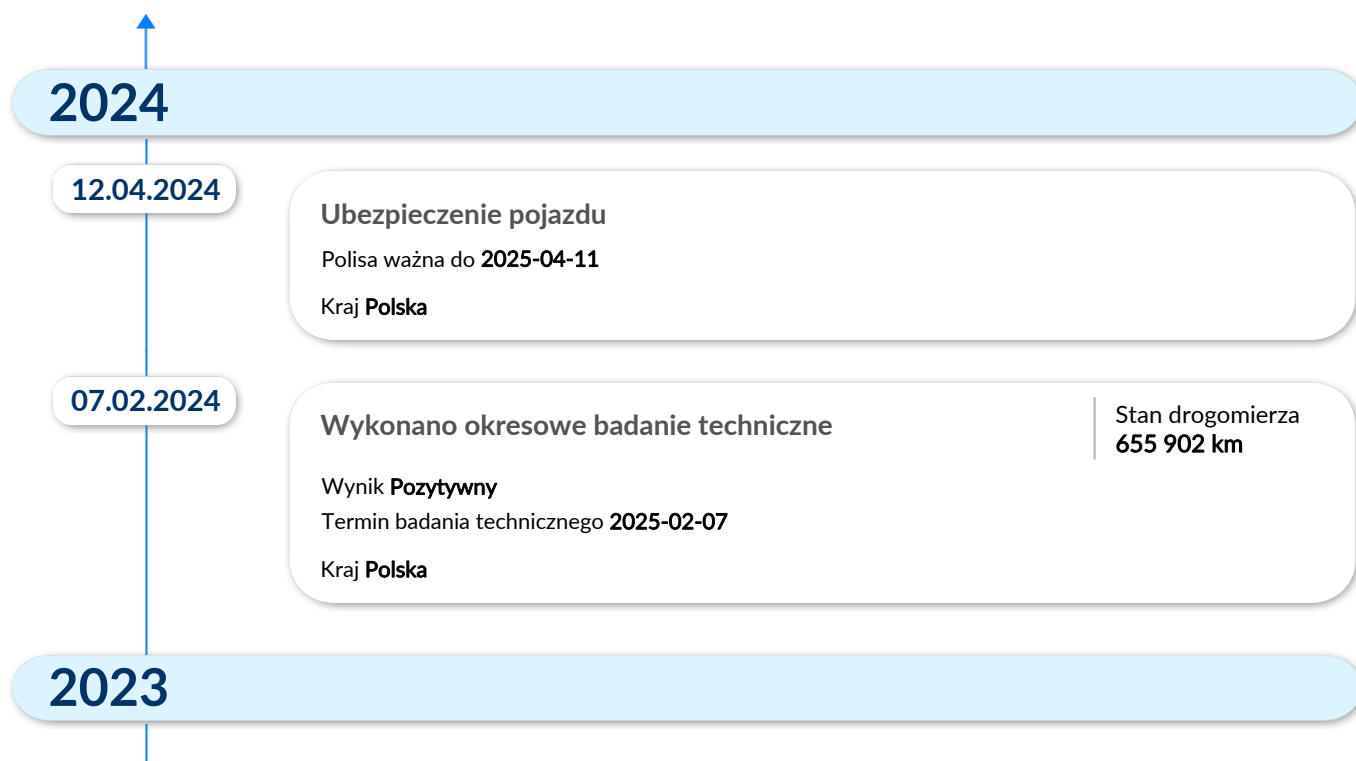 2024
12.04.2024
Ubezpieczenie pojazdu
Polisa ważna do 2025-04-11
Kraj Polska
07.02.2024
Wykonano okresowe badanie techniczne
Stan drogomierza
655 902 km
Wynik Pozytywny
Termin badania technicznego 2025-02-07
Kraj Polska
2023